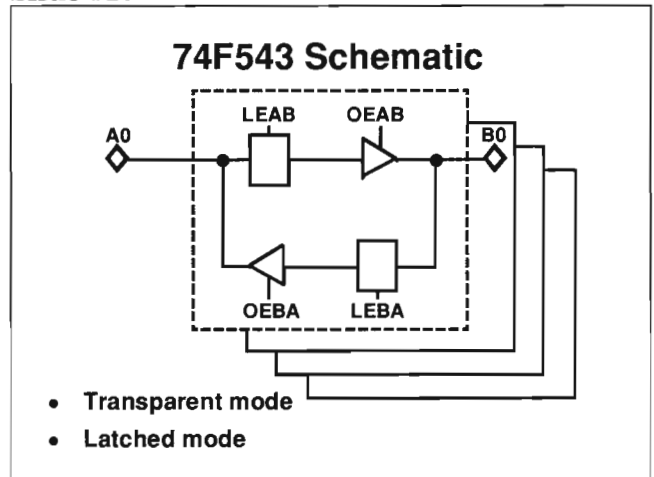 74F543 Schematic
LEAB OEAB
A0 B0
OEBA LEBA
• Transparent mode
• Latched mode